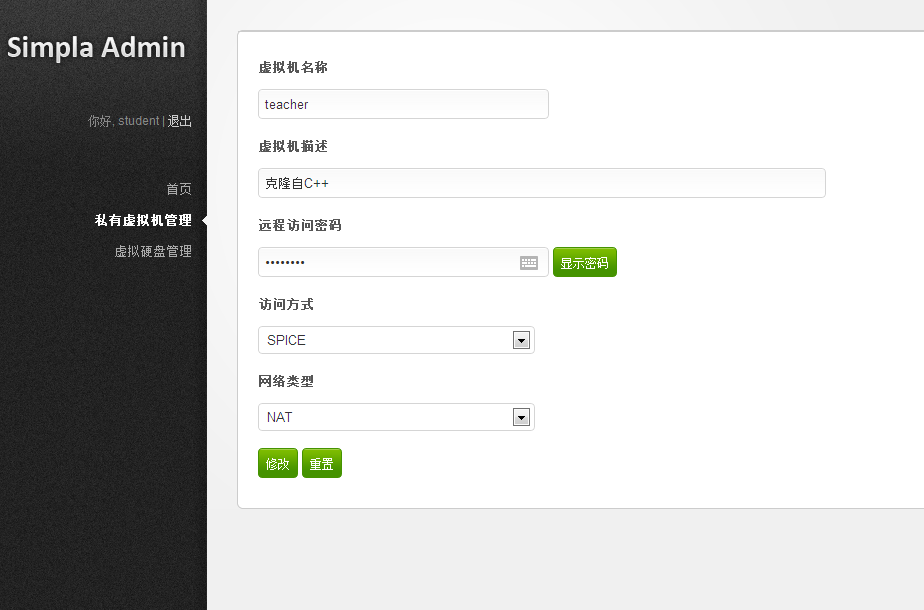 Simpla Admin
你好, student | 退出
首页
私有虚拟机管理
虚拟硬盘管理
虚拟机名称
teacher
虚拟机描述
克隆自C++
远程访问密码
••••••••
显示密码
访问方式
SPICE
网络类型
NAT
修改 重置